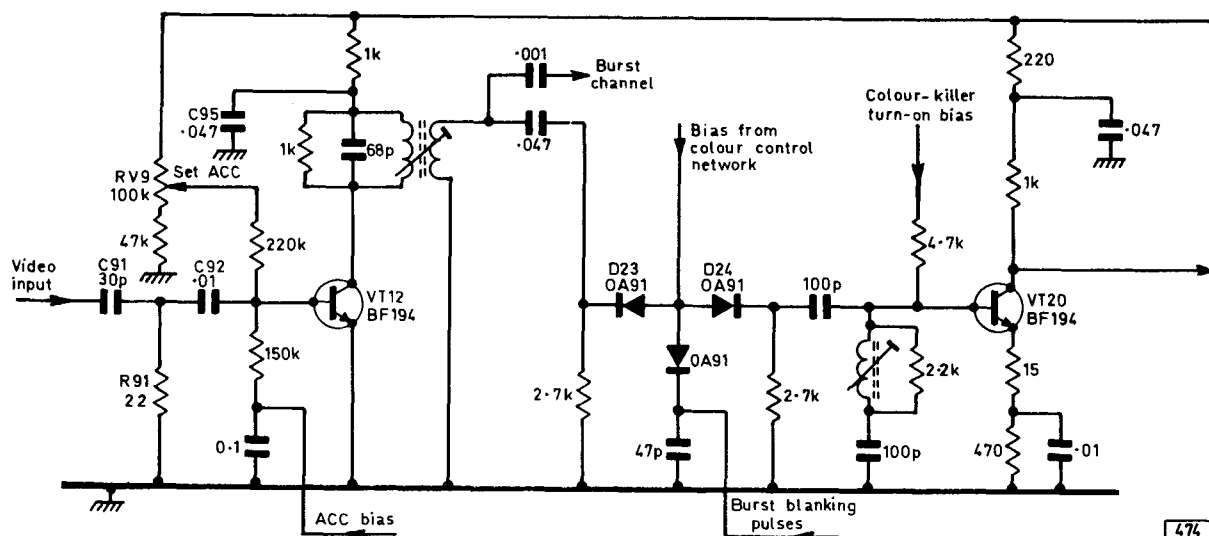 1k
·001
Burst
channel
220
Colour-killer
turn-on bias
C95
·047
1k
68p
·047
Bias from
colour control
network
·047
RV9
100k
Set ACC
1k
47k
220k
4·7k
Video
input
C91
30p
C92
·01
D23
OA91
D24
OA91
100p
VT12
BF194
VT20
BF194
150k
OA91
2·2k
15
R91
22
2·7k
2·7k
0·1
47p
100p
470
·01
ACC bias
Burst blanking
pulses
474